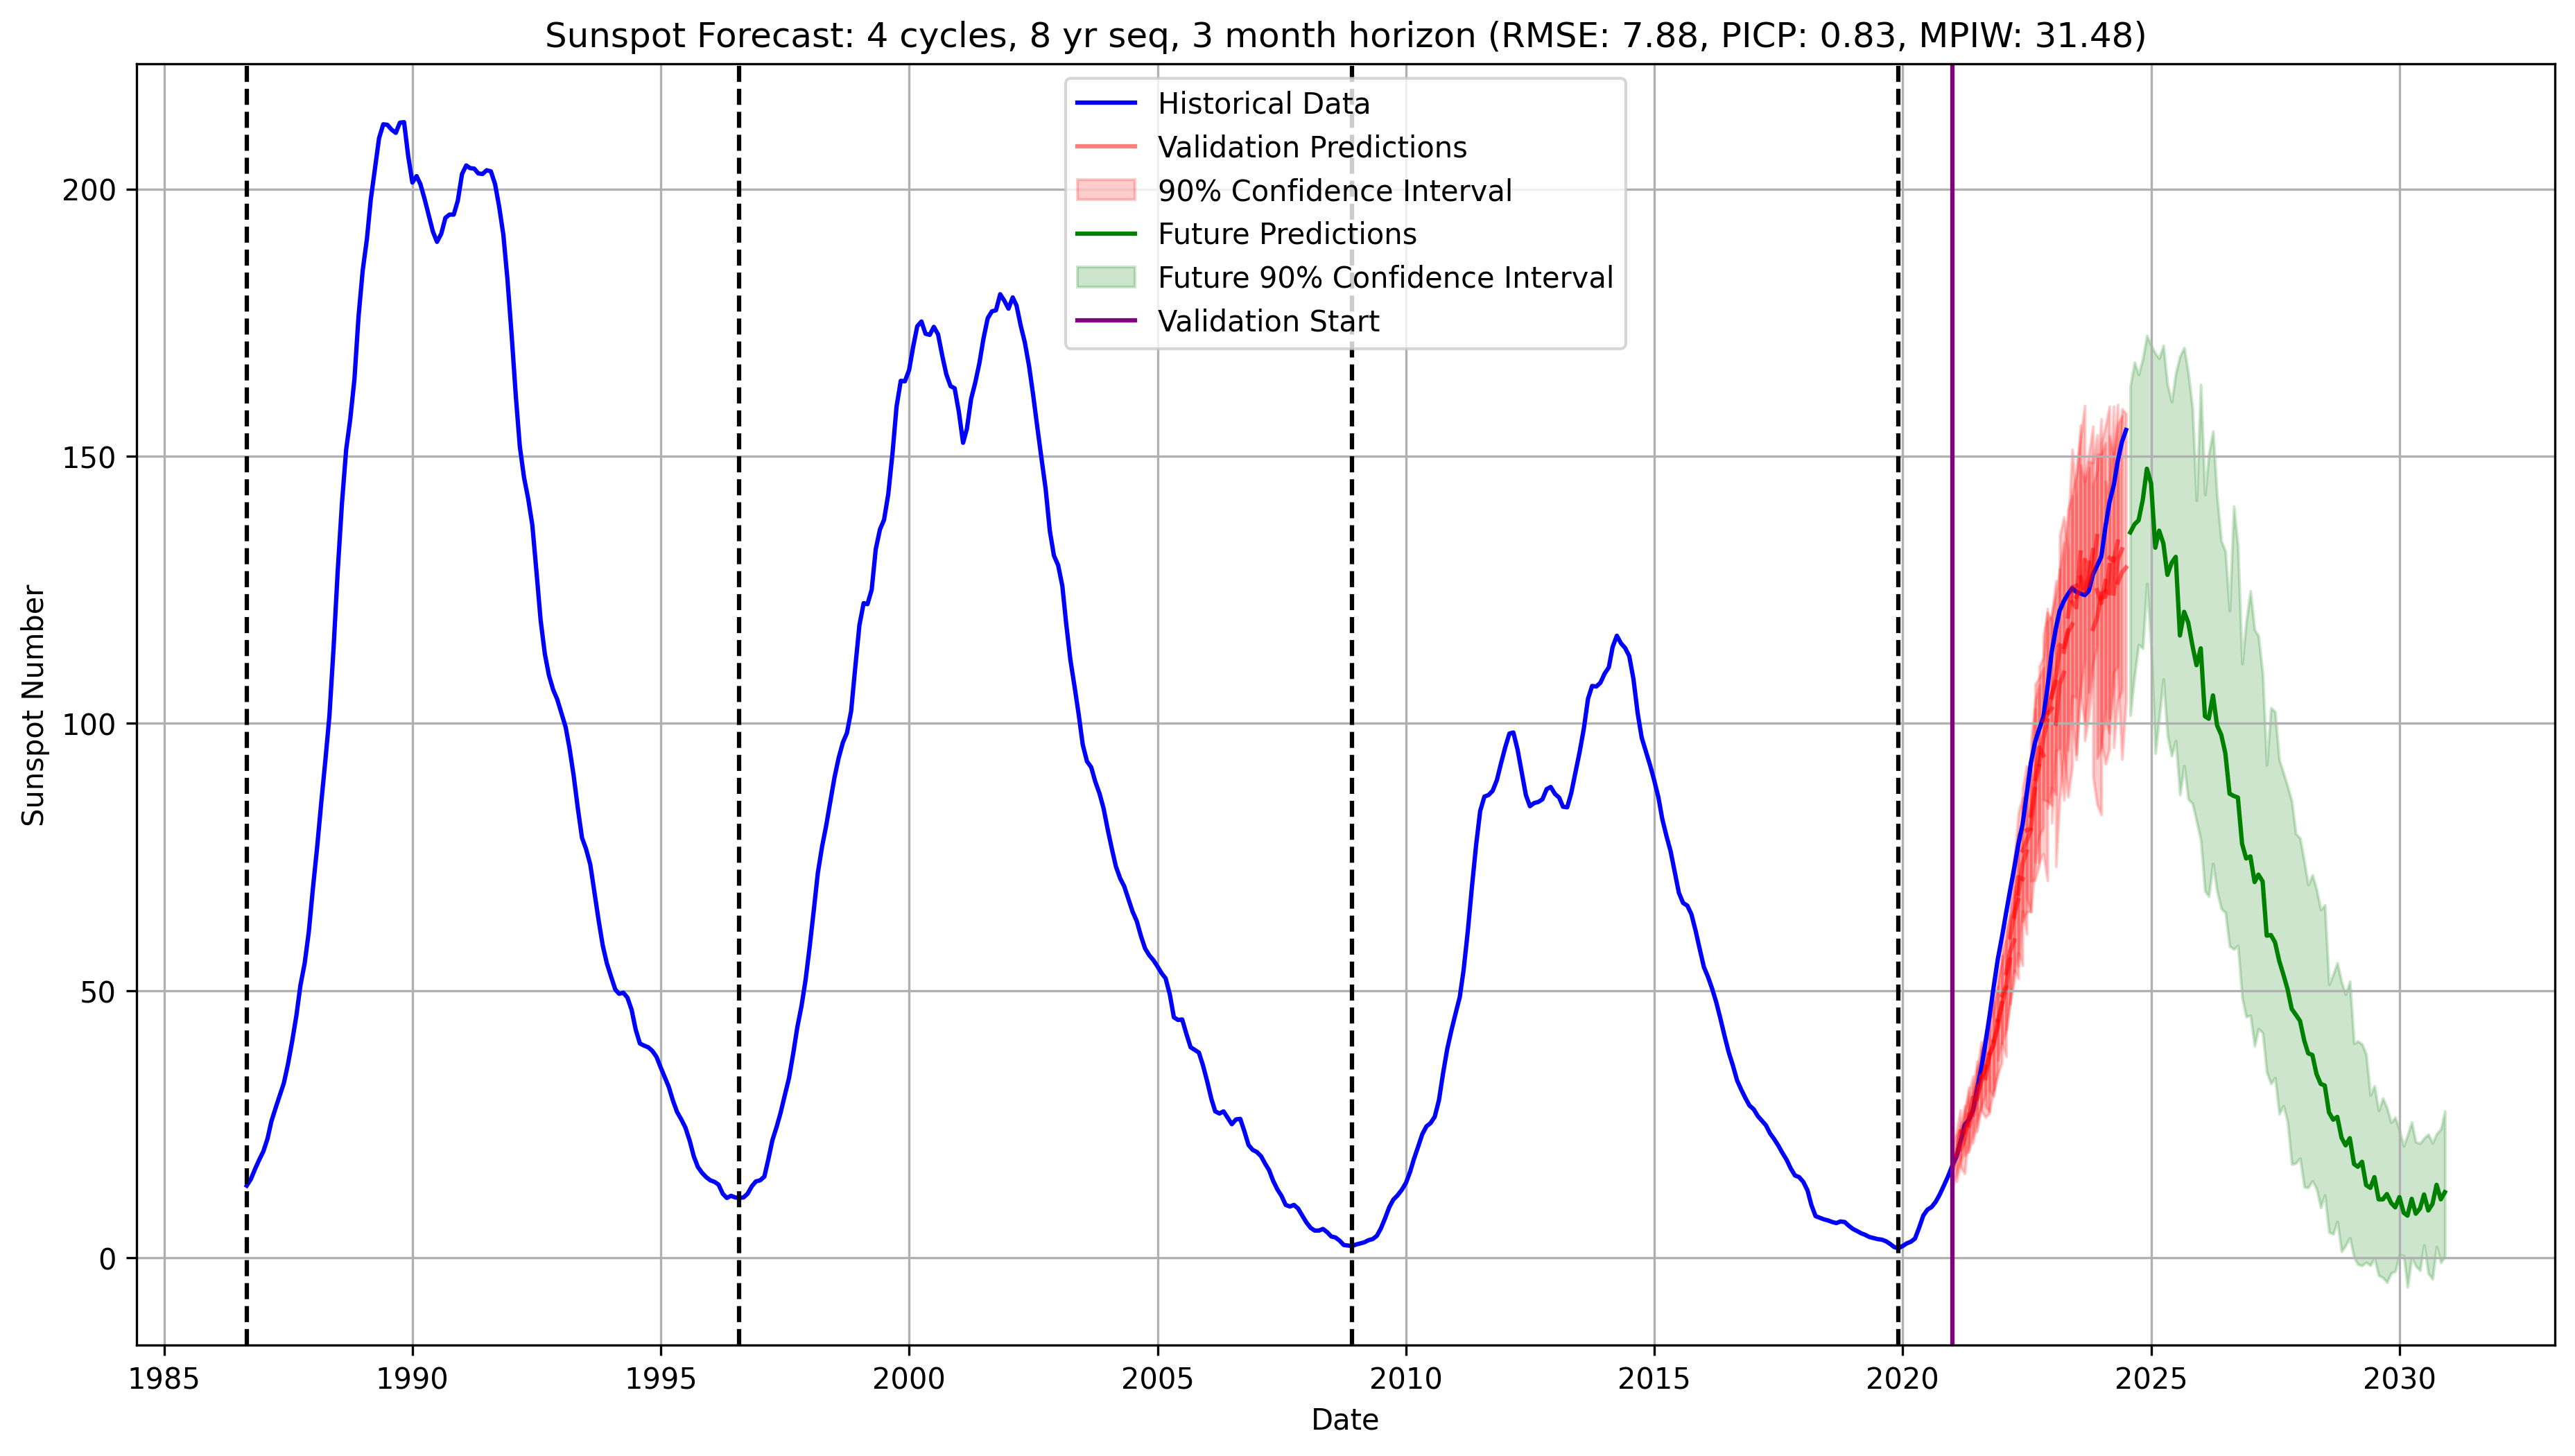 Sunspot Forecast: 4 cycles, 8 yr seq, 3 month horizon (RMSE: 7.88, PICP: 0.83, MPIW: 31.48)
Historical Data
Validation Predictions
90% Confidence Interval
Future Predictions
Future 90% Confidence Interval
Validation Start
Sunspot Number
200
150
100
50
0
1985 1990 1995 2000 2005 2010 2015 2020 2025 2030
Date